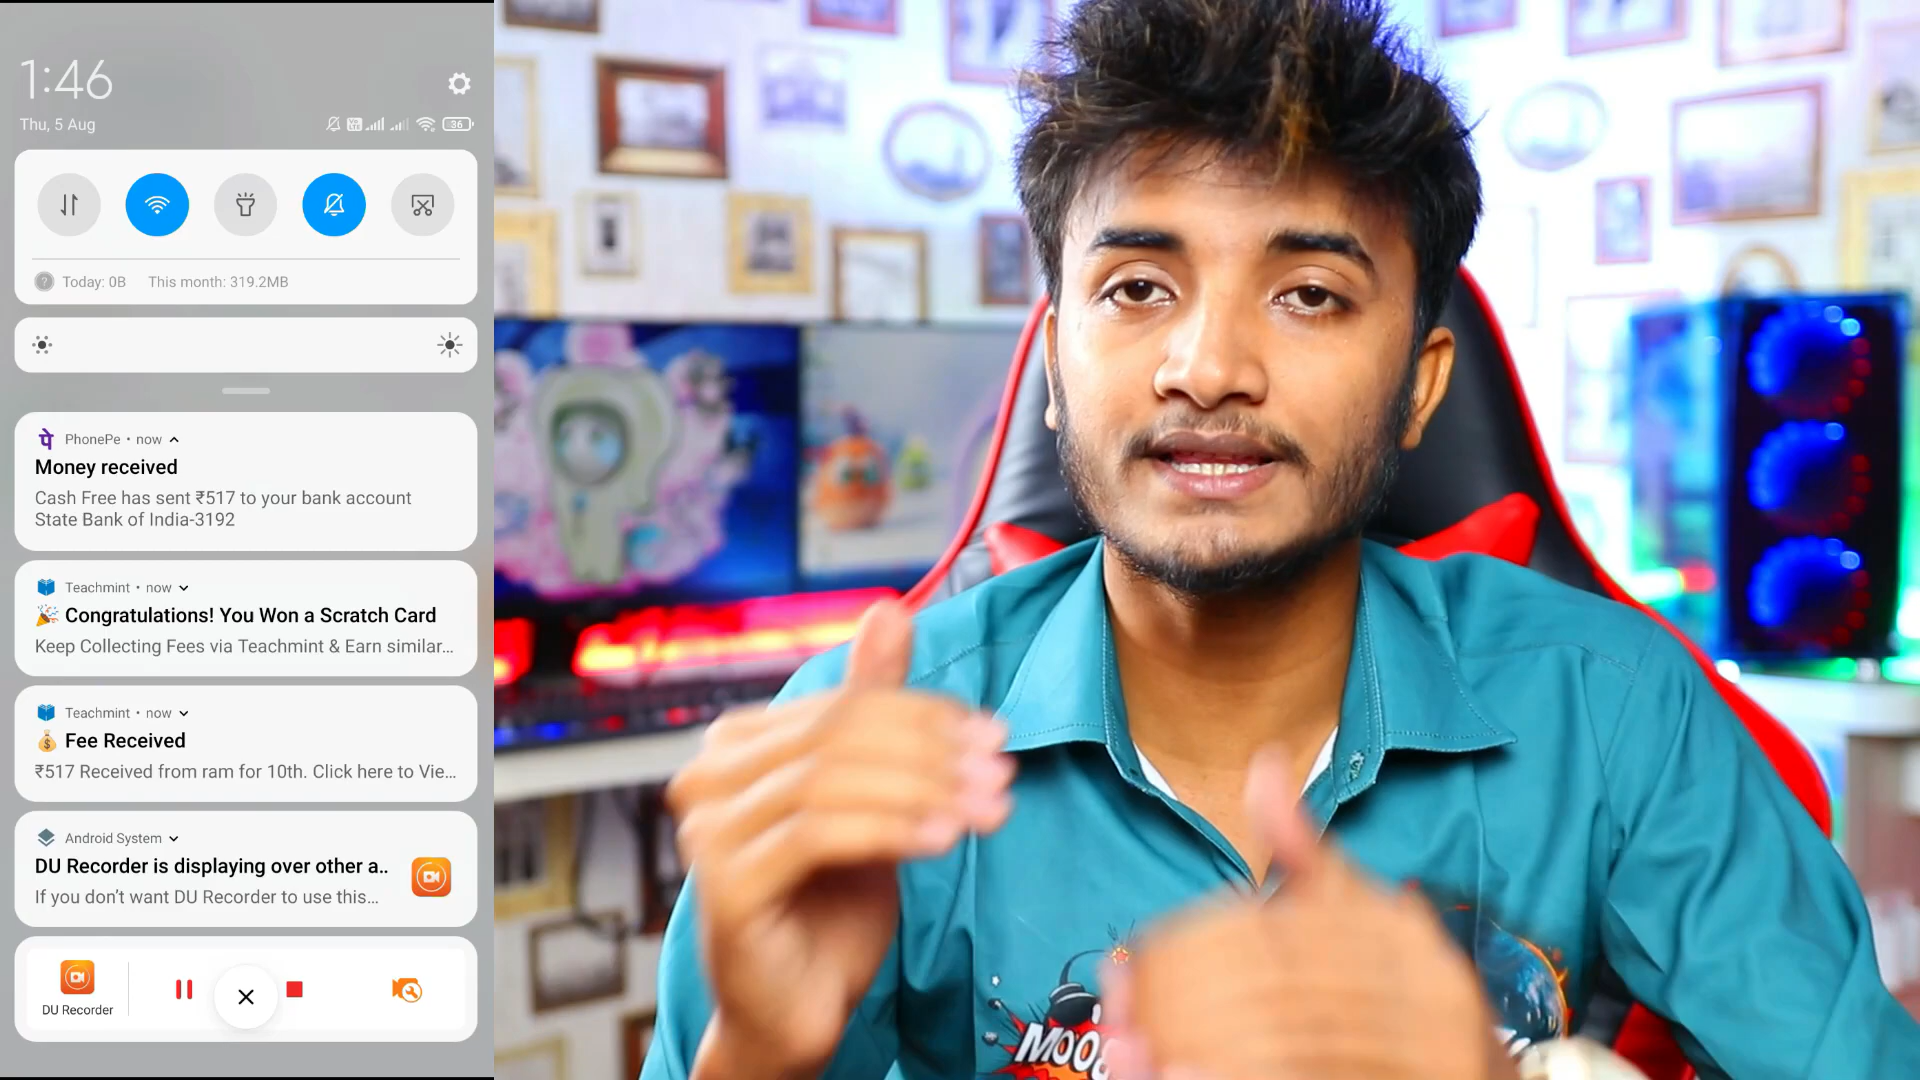 1:46
Thu, 5 Aug
36
Today: 0B This month: 319.2MB
PhonePe • now
Money received
Cash Free has sent ₹517 to your bank account
State Bank of India-3192
Teachmint • now
🎉 Congratulations! You Won a Scratch Card
Keep Collecting Fees via Teachmint & Earn similar...
Teachmint • now
💰 Fee Received
₹517 Received from ram for 10th. Click here to Vie...
Android System
DU Recorder is displaying over other a..
If you don't want DU Recorder to use this...
DU Recorder